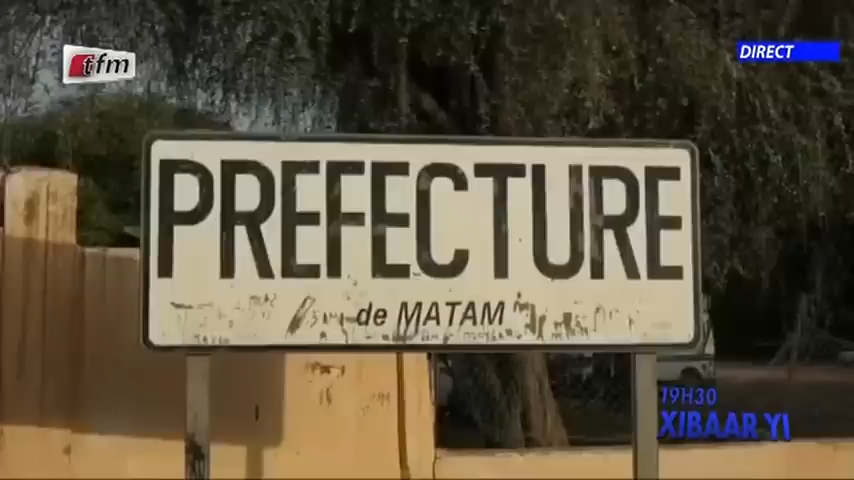 tfm
DIRECT
PREFECTURE
de MATAM
19H30
XIBAAR YI